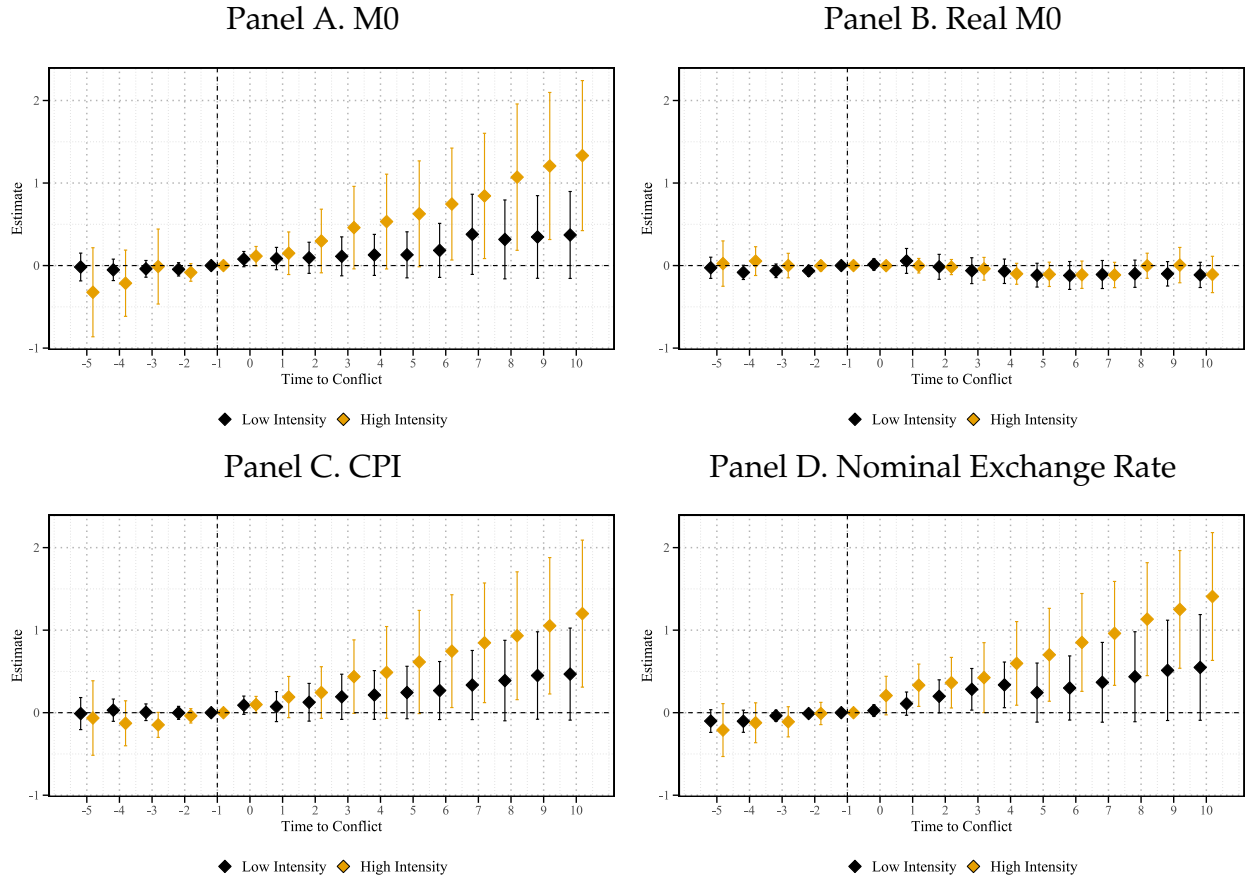 Panel A. M0
2
1
0
-1
Estimate
-5 -4 -3 -2 -1 0 1 2 3 4 5 6 7 8 9 10
Time to Conflict
Low Intensity High Intensity
Panel B. Real M0
2
1
0
-1
Estimate
-5 -4 -3 -2 -1 0 1 2 3 4 5 6 7 8 9 10
Time to Conflict
Low Intensity High Intensity
Panel C. CPI
2
1
0
-1
Estimate
-5 -4 -3 -2 -1 0 1 2 3 4 5 6 7 8 9 10
Time to Conflict
Low Intensity High Intensity
Panel D. Nominal Exchange Rate
2
1
0
-1
Estimate
-5 -4 -3 -2 -1 0 1 2 3 4 5 6 7 8 9 10
Time to Conflict
Low Intensity High Intensity